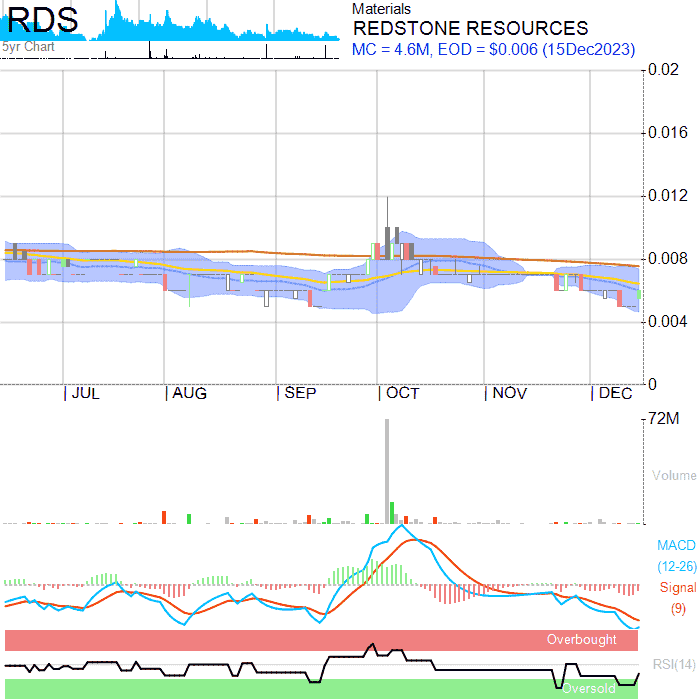 RDS
5yr Chart
Materials
REDSTONE RESOURCES
MC = 4.6M, EOD = $0.006 (15Dec2023)
0.02
0.016
0.012
0.008
0.004
0
JUL AUG SEP OCT NOV DEC
72M
Volume
MACD
(12-26)
Signal
(9)
Overbought
RSI(14)
Oversold